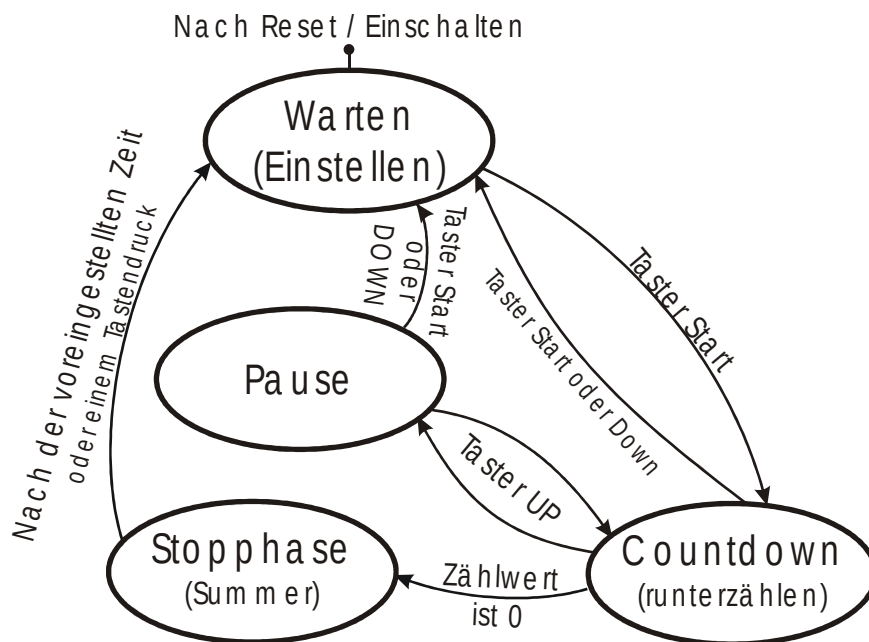 Nach Reset / Einschalten
Warten
(Einstellen)
Nach der voreingestellten Zeit
oder einem Tastendruck
Taster Start
oder
DOWN
Taster Start
Taster Start oder Down
Pause
Taster UP
Stopphase
(Summer)
Zählwert
ist 0
Countdown
(runterzählen)